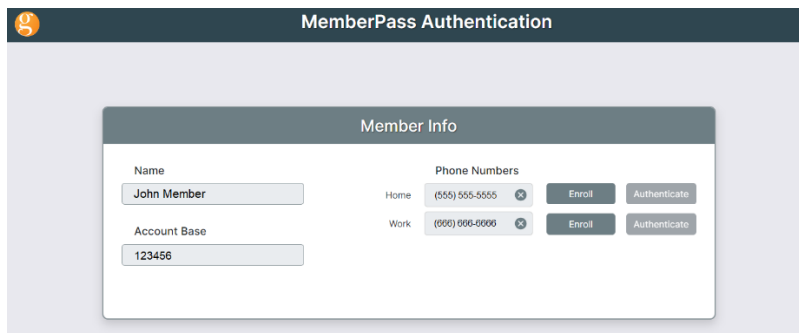 g
MemberPass Authentication
Member Info
Name
John Member
Account Base
123456
Phone Numbers
Home (555) 555-5555 Enroll Authenticate
Work (666) 666-6666 Enroll Authenticate